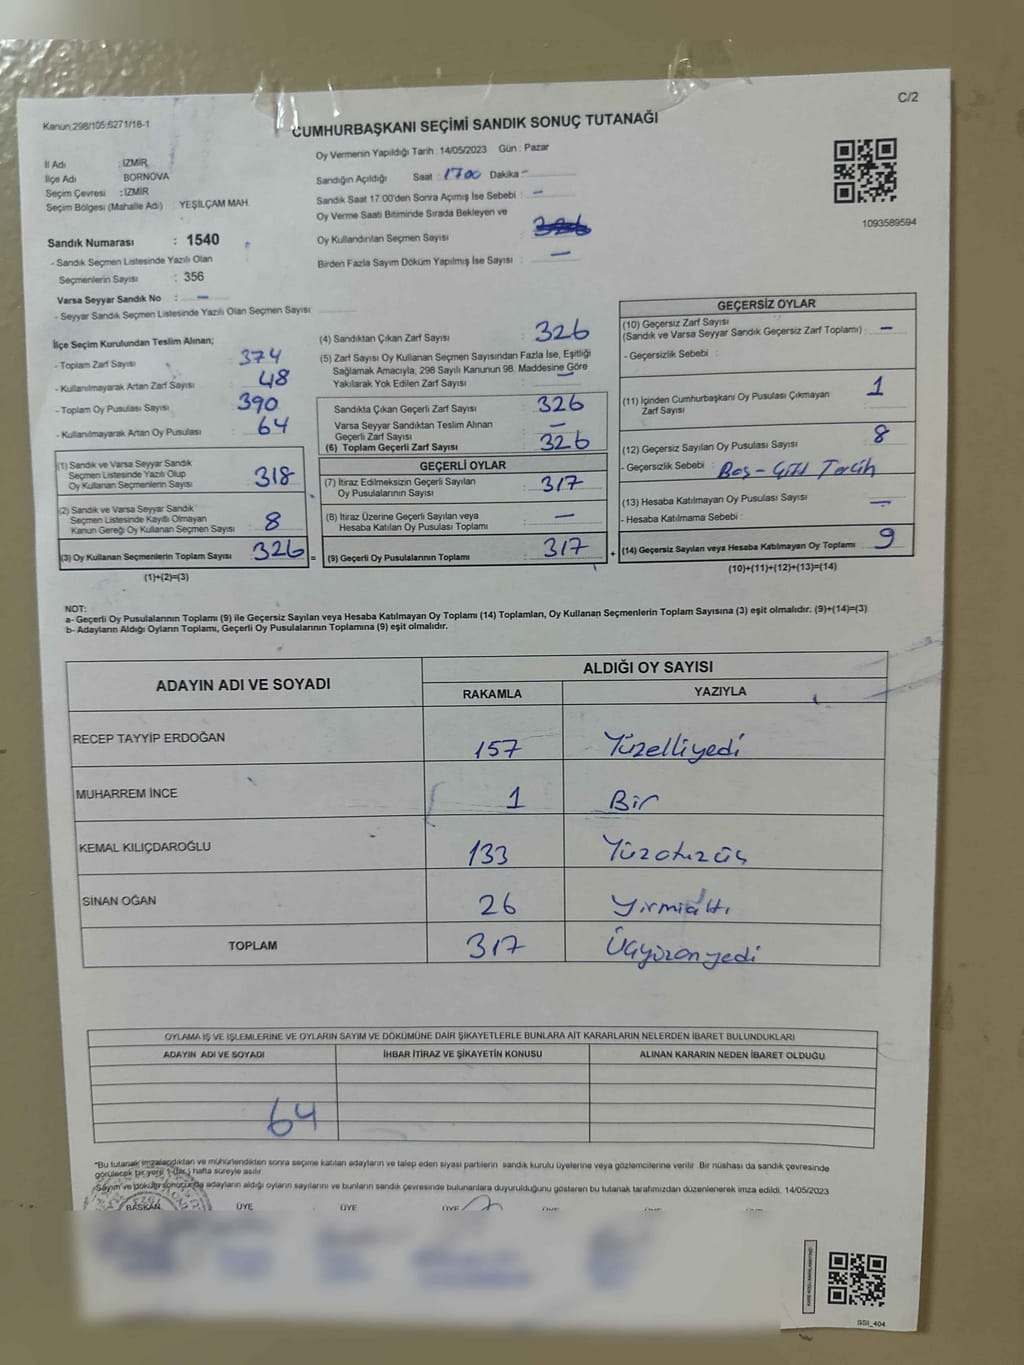 C/2
Kanun:298/105;6271/18-1
CUMHURBAŞKANI SEÇİMİ SANDIK SONUÇ TUTANAĞI
İl Adı : İZMİR
İlçe Adı BORNOVA
Seçim Çevresi : İZMİR
Seçim Bölgesi (Mahalle Adı) YEŞİLÇAM MAH.
Sandık Numarası : 1540
- Sandık Seçmen Listesinde Yazılı Olan
Seçmenlerin Sayısı : 356
Varsa Seyyar Sandık No : -
- Seyyar Sandık Seçmen Listesinde Yazılı Olan Seçmen Sayısı:
Oy Vermenin Yapıldığı Tarih : 14/05/2023 Gün : Pazar
Sandığın Açıldığı Saat : 1700 Dakika -
Sandık Saat 17:00'den Sonra Açılmış İse Sebebi : -
Oy Verme Saati Bitiminde Sırada Bekleyen ve
Oy Kullandırılan Seçmen Sayısı :
Birden Fazla Sayım Döküm Yapılmış İse Sayısı : -
1093589594
İlçe Seçim Kurulundan Teslim Alınan;
- Toplam Zarf Sayısı : 374
- Kullanılmayarak Artan Zarf Sayısı : 48
- Toplam Oy Pusulası Sayısı : 390
- Kullanılmayarak Artan Oy Pusulası : 64
(1) Sandık ve Varsa Seyyar Sandık
Seçmen Listesinde Yazılı Olup
Oy Kullanan Seçmenlerin Sayısı : 318
(2) Sandık ve Varsa Seyyar Sandık
Seçmen Listesinde Kayıtlı Olmayan
Kanun Gereği Oy Kullanan Seçmen Sayısı : 8
(3) Oy Kullanan Seçmenlerin Toplam Sayısı : 326 =
(1)+(2)=(3)
(4) Sandıktan Çıkan Zarf Sayısı : 326
(5) Zarf Sayısı Oy Kullanan Seçmen Sayısından Fazla İse, Eşitliği
Sağlamak Amacıyla, 298 Sayılı Kanunun 98. Maddesine Göre
Yakılarak Yok Edilen Zarf Sayısı : -
Sandıkta Çıkan Geçerli Zarf Sayısı : 326
Varsa Seyyar Sandıktan Teslim Alınan
Geçerli Zarf Sayısı : -
(6) Toplam Geçerli Zarf Sayısı : 326
GEÇERLİ OYLAR
(7) İtiraz Edilmeksizin Geçerli Sayılan
Oy Pusulalarının Sayısı : 317
(8) İtiraz Üzerine Geçerli Sayılan veya
Hesaba Katılan Oy Pusulası Toplamı : -
(9) Geçerli Oy Pusulalarının Toplamı : 317 +
GEÇERSİZ OYLAR
(10) Geçersiz Zarf Sayısı
(Sandık ve Varsa Seyyar Sandık Geçersiz Zarf Toplamı) : -
- Geçersizlik Sebebi :
(11) İçinden Cumhurbaşkanı Oy Pusulası Çıkmayan
Zarf Sayısı : 1
(12) Geçersiz Sayılan Oy Pusulası Sayısı : 8
- Geçersizlik Sebebi : Boş - Çift Tercih
(13) Hesaba Katılmayan Oy Pusulası Sayısı : -
- Hesaba Katılmama Sebebi :
(14) Geçersiz Sayılan veya Hesaba Katılmayan Oy Toplamı : 9
(10)+(11)+(12)+(13)=(14)
NOT:
a- Geçerli Oy Pusulalarının Toplamı (9) ile Geçersiz Sayılan veya Hesaba Katılmayan Oy Toplamı (14) Toplamları, Oy Kullanan Seçmenlerin Toplam Sayısına (3) eşit olmalıdır. (9)+(14)=(3)
b- Adayların Aldığı Oyların Toplamı, Geçerli Oy Pusulalarının Toplamına (9) eşit olmalıdır.
ADAYIN ADI VE SOYADI ALDIĞI OY SAYISI
RAKAMLA YAZIYLA
RECEP TAYYİP ERDOĞAN 157 Yüzelliyedi
MUHARREM İNCE 1 Bir
KEMAL KILIÇDAROĞLU 133 Yüzotuzüç
SİNAN OĞAN 26 Yirmialtı
TOPLAM 317 Üçyüzonyedi
OYLAMA İŞ VE İŞLEMLERİNE VE OYLARIN SAYIM VE DÖKÜMÜNE DAİR ŞİKAYETLERLE BUNLARA AİT KARARLARIN NELERDEN İBARET BULUNDUKLARI
ADAYIN ADI VE SOYADI İHBAR İTİRAZ VE ŞİKAYETİN KONUSU ALINAN KARARIN NEDEN İBARET OLDUĞU
64
*Bu tutanak imzalandıktan ve mühürlendikten sonra seçime katılan adayların ve talep eden siyasi partilerin sandık kurulu üyelerine veya gözlemcilerine verilir. Bir nüshası da sandık çevresinde
görülecek bir yere 1 (bir) hafta süreyle asılır.
Sayım ve döküm sonucunda adayların aldığı oyların sayılarını ve bunların sandık çevresinde bulunanlara duyurulduğunu gösteren bu tutanak tarafımızdan düzenlenerek imza edildi. 14/05/2023
BAŞKAN ÜYE ÜYE ÜYE ÜYE ÜYE ÜYE
SSI_404